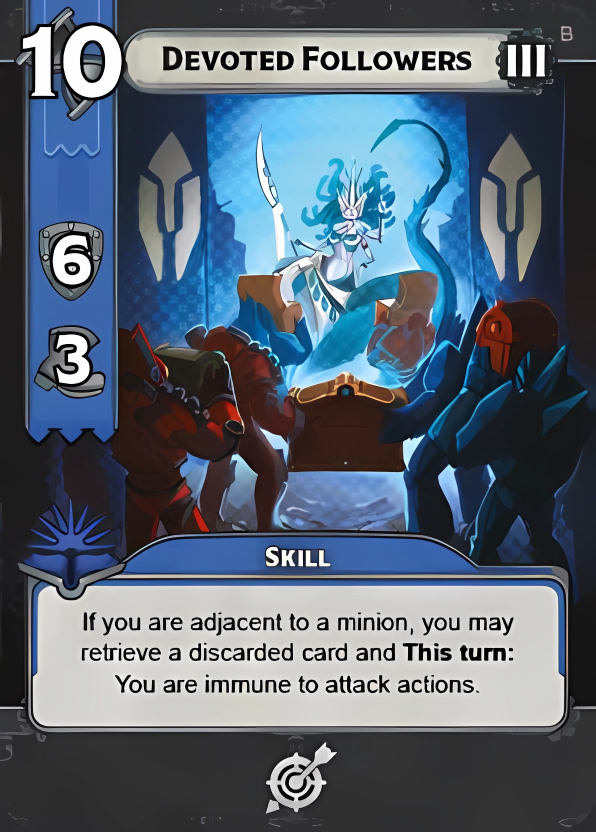 10
DEVOTED FOLLOWERS
III
B
6
3
SKILL
If you are adjacent to a minion, you may
retrieve a discarded card and This turn:
You are immune to attack actions.